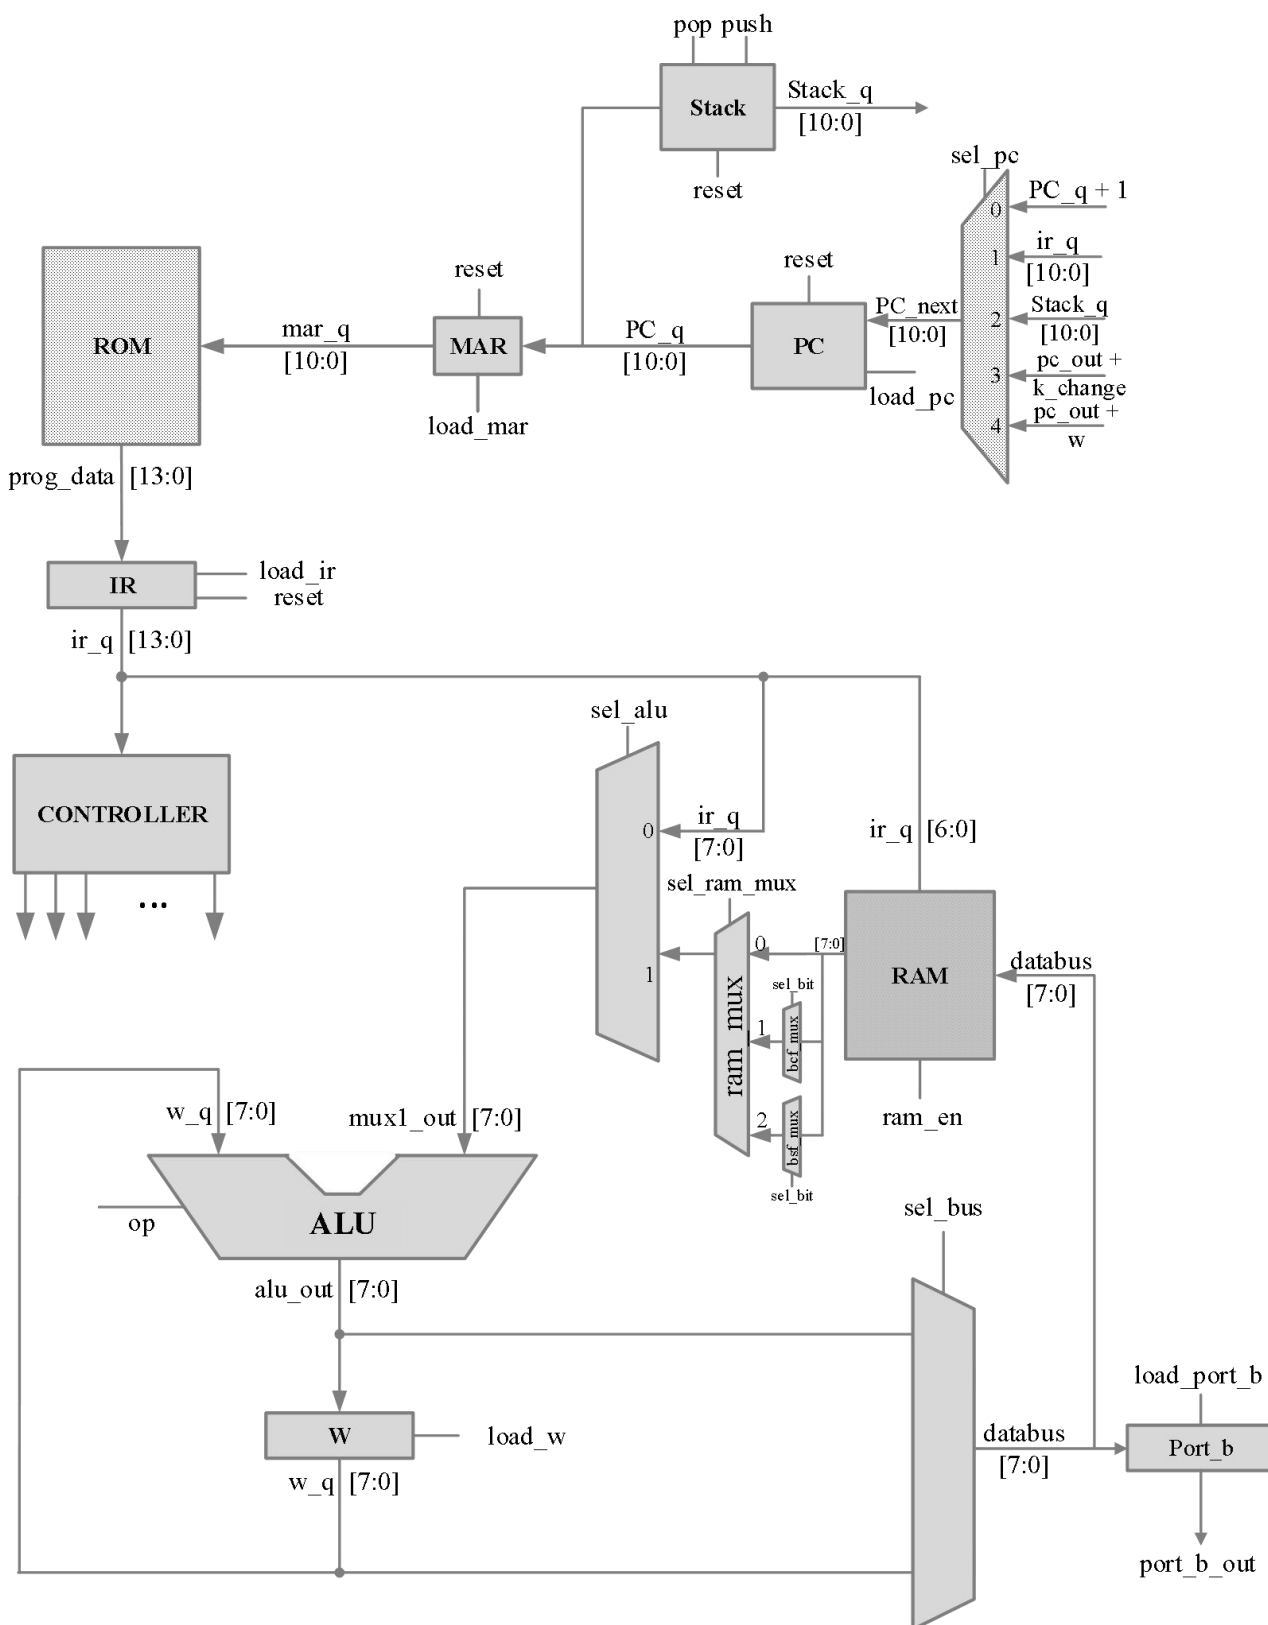 pop push
Stack
Stack_q
[10:0]
reset
sel_pc
0
PC_q + 1
1
ir_q
[10:0]
2
Stack_q
[10:0]
3
pc_out +
k_change
4
pc_out +
w
reset
PC_next
[10:0]
PC
load_pc
PC_q
[10:0]
reset
MAR
load_mar
mar_q
[10:0]
ROM
prog_data [13:0]
IR
load_ir
reset
ir_q [13:0]
CONTROLLER
...
sel_alu
0
ir_q
[7:0]
1
sel_ram_mux
ram_mux
0
[7:0]
1
sel_bit
bcf_mux
2
bsf_mux
sel_bit
ir_q [6:0]
RAM
databus
[7:0]
ram_en
w_q [7:0]
mux1_out [7:0]
op
ALU
alu_out [7:0]
sel_bus
W
load_w
w_q [7:0]
databus
[7:0]
load_port_b
Port_b
port_b_out